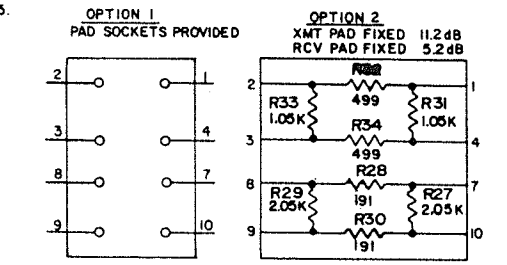 3.
OPTION 1
PAD SOCKETS PROVIDED
2 1
3 4
8 7
9 10
OPTION 2
XMT PAD FIXED 11.2dB
RCV PAD FIXED 5.2dB
2 R32 1
499
R33 R31
1.05K 1.05K
R34
3 4
499
R28
8 7
R29 191 R27
2.05K 2.05K
R30
9 10
191